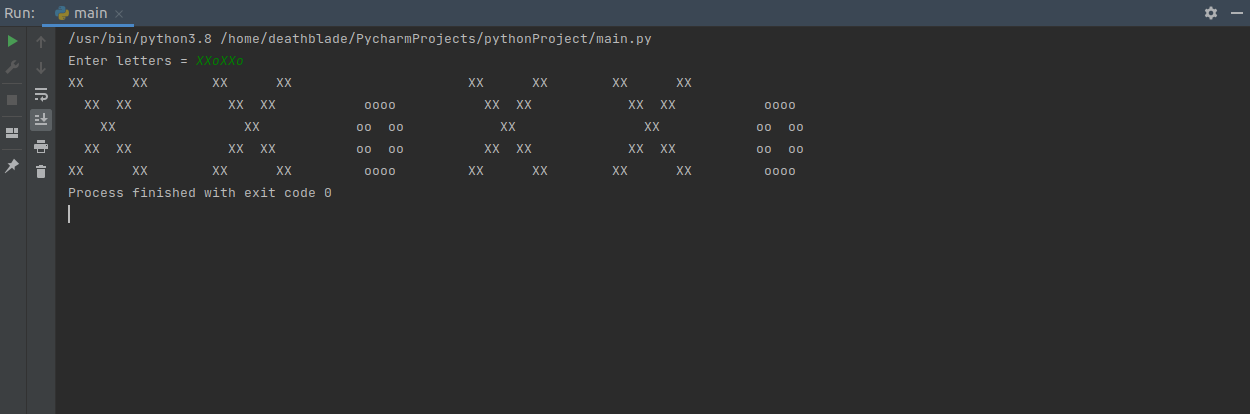 Run: main
/usr/bin/python3.8 /home/deathblade/PycharmProjects/pythonProject/main.py
Enter letters = XXoXXo
XX      XX        XX      XX                      XX      XX        XX      XX
  XX  XX            XX  XX           oooo           XX  XX            XX  XX           oooo
    XX                XX            oo  oo            XX                XX            oo  oo
  XX  XX            XX  XX          oo  oo          XX  XX            XX  XX          oo  oo
XX      XX        XX      XX         oooo         XX      XX        XX      XX         oooo
Process finished with exit code 0